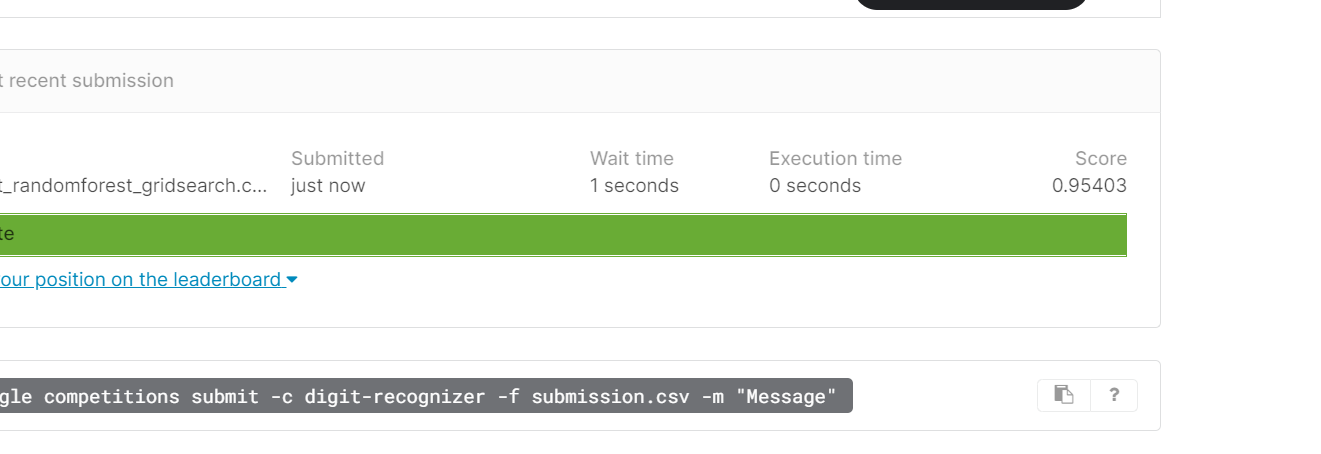 t recent submission
Submitted Wait time Execution time Score
t_randomforest_gridsearch.c... just now 1 seconds 0 seconds 0.95403
te
our position on the leaderboard
gle competitions submit -c digit-recognizer -f submission.csv -m "Message"
?